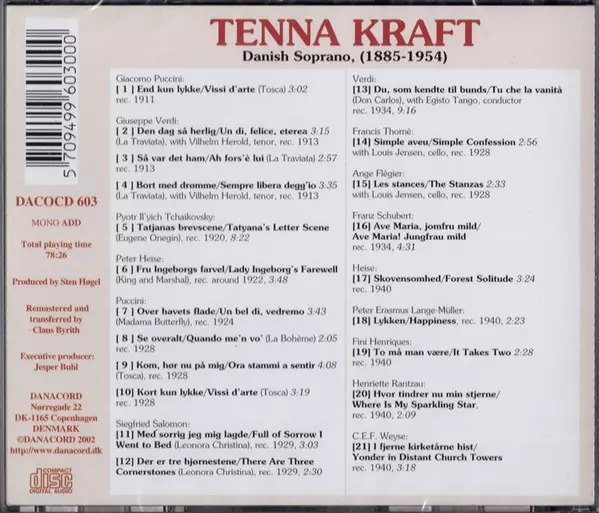 TENNA KRAFT
Danish Soprano, (1885-1954)
5 709499 603000
DACOCD 603
MONO ADD
Total playing time
78:26
Produced by Sten Høgel
Remastered and
transferred by
Claus Byrith
Executive producer:
Jesper Buhl
DANACORD
Nørregade 22
DK-1165 Copenhagen
DENMARK
©DANACORD 2002
http://www.danacord.dk
COMPACT
disc
DIGITAL AUDIO
Giacomo Puccini:
[ 1 ] End kun lykke/Vissi d'arte (Tosca) 3:02
rec. 1911
Giuseppe Verdi:
[ 2 ] Den dag så herlig/Un di, felice, eterea 3:15
(La Traviata), with Vilhelm Herold, tenor, rec. 1913
[ 3 ] Så var det ham/Ah fors'è lui (La Traviata) 2:57
rec. 1913
[ 4 ] Bort med drømme/Sempre libera degg'io 3:35
(La Traviata), with Vilhelm Herold, tenor, rec. 1913
Pyotr Il'yich Tchaikovsky:
[ 5 ] Tatjanas brevscene/Tatyana's Letter Scene
(Eugene Onegin), rec. 1920, 8:22
Peter Heise:
[ 6 ] Fru Ingeborgs farvel/Lady Ingeborg's Farewell
(King and Marshal), rec. around 1922, 3:48
Puccini:
[ 7 ] Over havets flade/Un bel di, vedremo 3:43
(Madama Butterfly), rec. 1924
[ 8 ] Se overalt/Quando me'n vo' (La Bohème) 2:05
rec. 1928
[ 9 ] Kom, hør nu på mig/Ora stammi a sentir 4:08
(Tosca), rec. 1928
[10] Kort kun lykke/Vissi d'arte (Tosca) 3:19
rec. 1928
Siegfried Salomon:
[11] Med sorrig jeg mig lagde/Full of Sorrow I
Went to Bed (Leonora Christina), rec. 1929, 3:03
[12] Der er tre hjornestene/There Are Three
Cornerstones (Leonora Christina), rec. 1929, 2:30
Verdi:
[13] Du, som kendte til bunds/Tu che la vanità
(Don Carlos), with Egisto Tango, conductor
rec. 1934, 9:16
Francis Thomé:
[14] Simple aveu/Simple Confession 2:56
with Louis Jensen, cello, rec. 1928
Ange Flégier:
[15] Les stances/The Stanzas 2:33
with Louis Jensen, cello, rec. 1928
Franz Schubert:
[16] Ave Maria, jomfru mild/
Ave Maria! Jungfrau mild
rec. 1934, 4:31
Heise:
[17] Skovensomhed/Forest Solitude 3:24
rec. 1940
Peter Erasmus Lange-Müller:
[18] Lykken/Happiness, rec. 1940, 2:23
Fini Henriques:
[19] To må man være/It Takes Two 2:28
rec. 1940
Henriette Rantzau:
[20] Hvor tindrer nu min stjerne/
Where Is My Sparkling Star,
rec. 1940, 2:09
C.E.F. Weyse:
[21] I fjerne kirketårne hist/
Yonder in Distant Church Towers
rec. 1940, 3:18